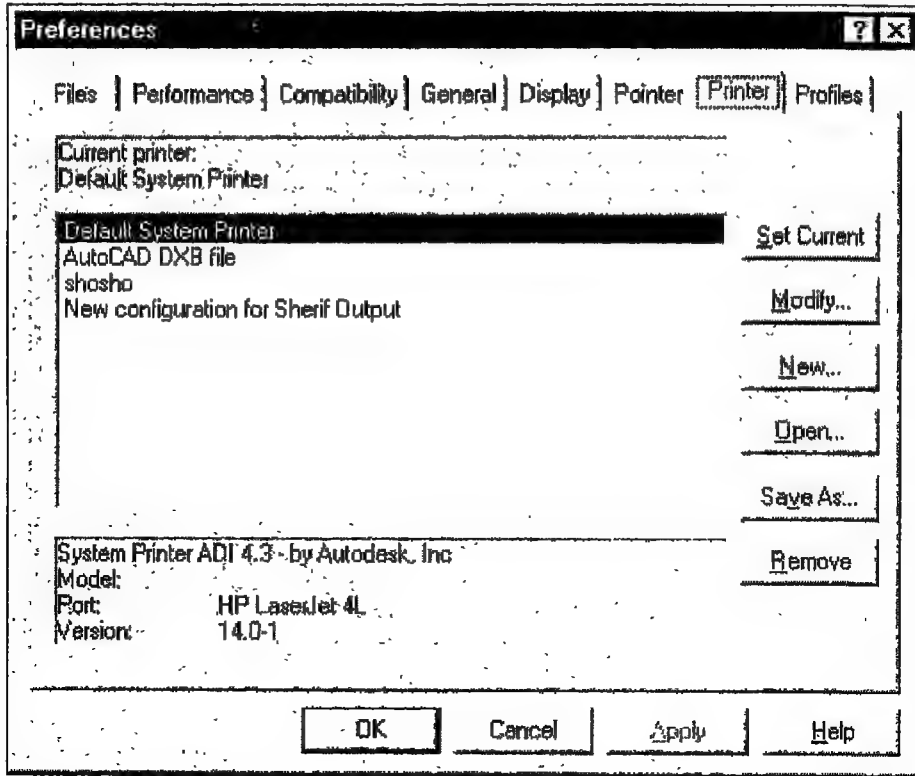 Preferences
Files Performance Compatibility General Display Pointer Printer Profiles
Current printer:
Default System Printer
Default System Printer
AutoCAD DXB file
shosho
New configuration for Sherif Output
Set Current
Modify...
New...
Open...
Save As...
Remove
System Printer ADI 4.3 - by Autodesk, Inc
Model:
Port: HP LaserJet 4L
Version: 14.0-1
OK Cancel Apply Help